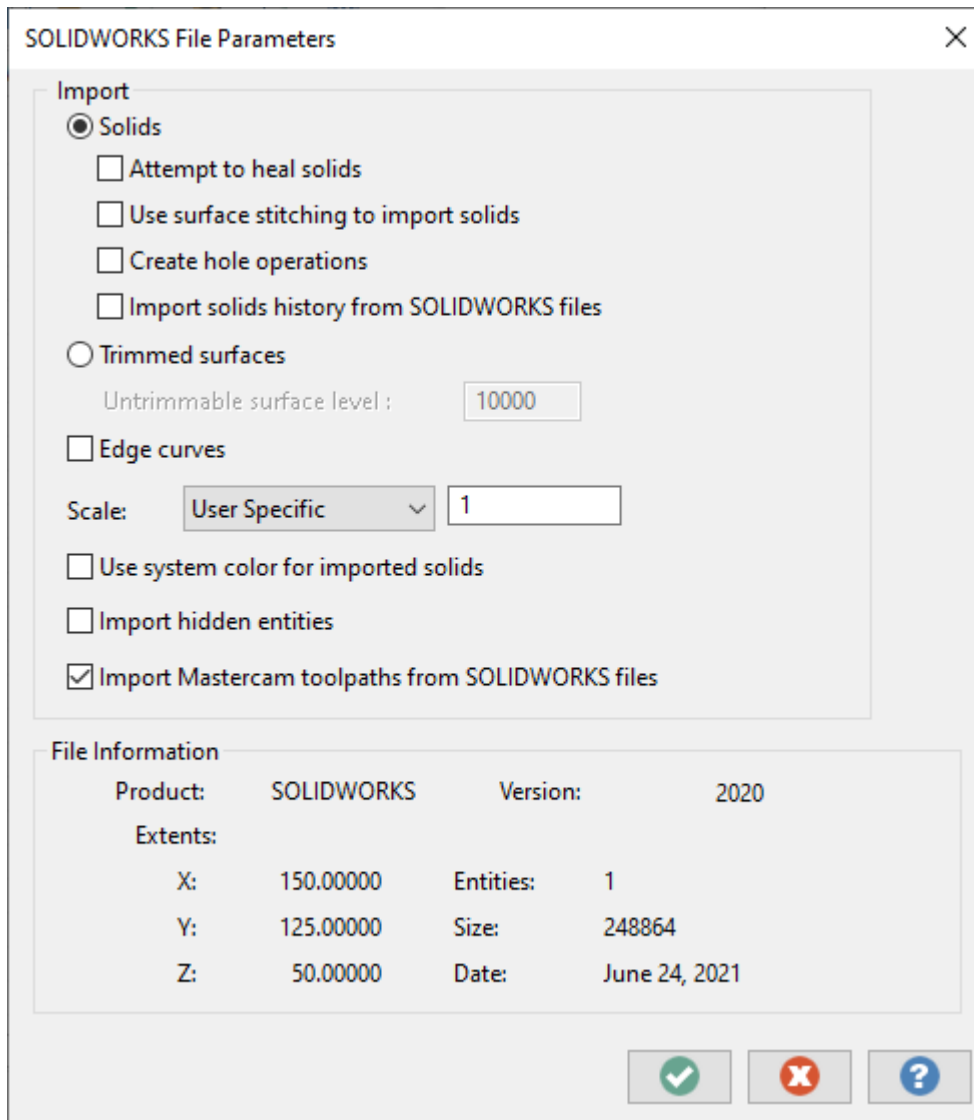 SOLIDWORKS File Parameters
Import
Solids
Attempt to heal solids
Use surface stitching to import solids
Create hole operations
Import solids history from SOLIDWORKS files
Trimmed surfaces
Untrimmable surface level : 10000
Edge curves
Scale: User Specific 1
Use system color for imported solids
Import hidden entities
Import Mastercam toolpaths from SOLIDWORKS files
File Information
Product: SOLIDWORKS Version: 2020
Extents:
X: 150.00000 Entities: 1
Y: 125.00000 Size: 248864
Z: 50.00000 Date: June 24, 2021